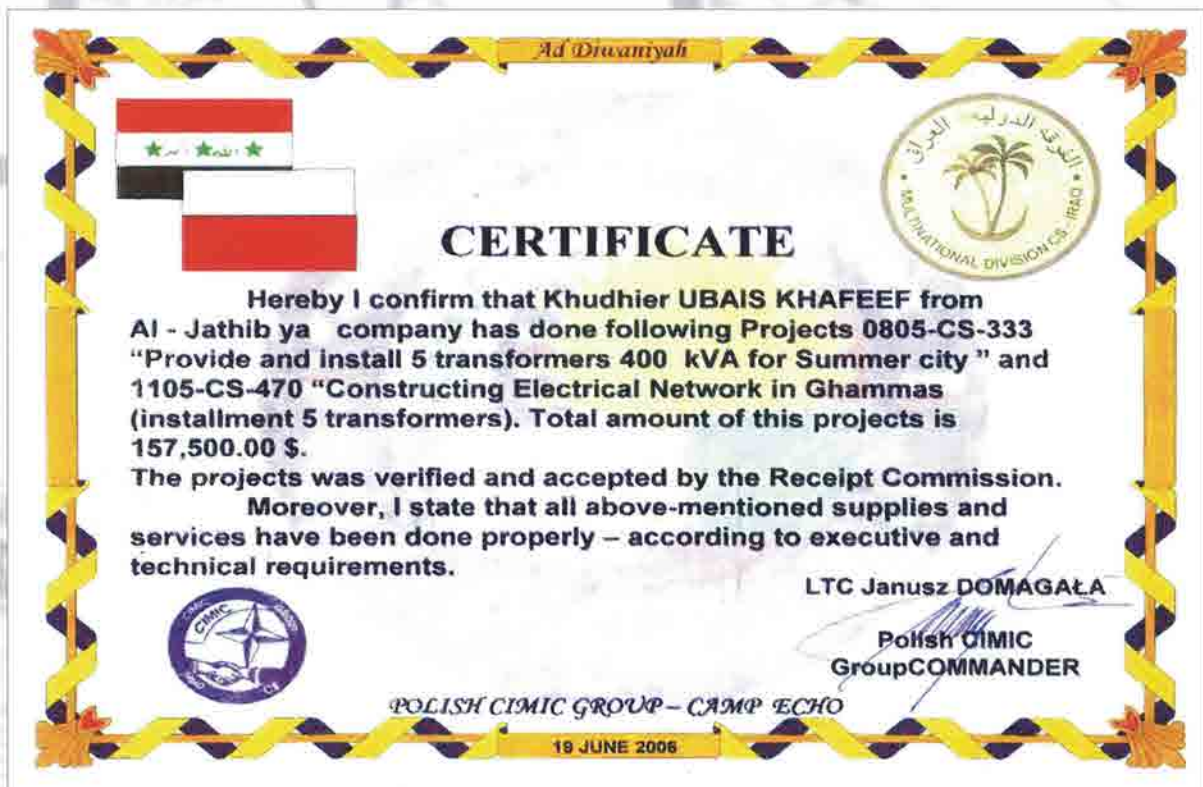 Ad Diwaniyah
الفرقة الدولية العراق
MULTINATIONAL DIVISION CS - IRAQ
CERTIFICATE
Hereby I confirm that Khudhier UBAIS KHAFEEF from
Al - Jathib ya company has done following Projects 0805-CS-333
“Provide and install 5 transformers 400 kVA for Summer city ” and
1105-CS-470 “Constructing Electrical Network in Ghammas
(installment 5 transformers). Total amount of this projects is
157,500.00 $.
The projects was verified and accepted by the Receipt Commission.
Moreover, I state that all above-mentioned supplies and
services have been done properly – according to executive and
technical requirements.
LTC Janusz DOMAGAŁA
Polish CIMIC
GroupCOMMANDER
CIMIC
CS
POLISH CIMIC GROUP – CAMP ECHO
19 JUNE 2006